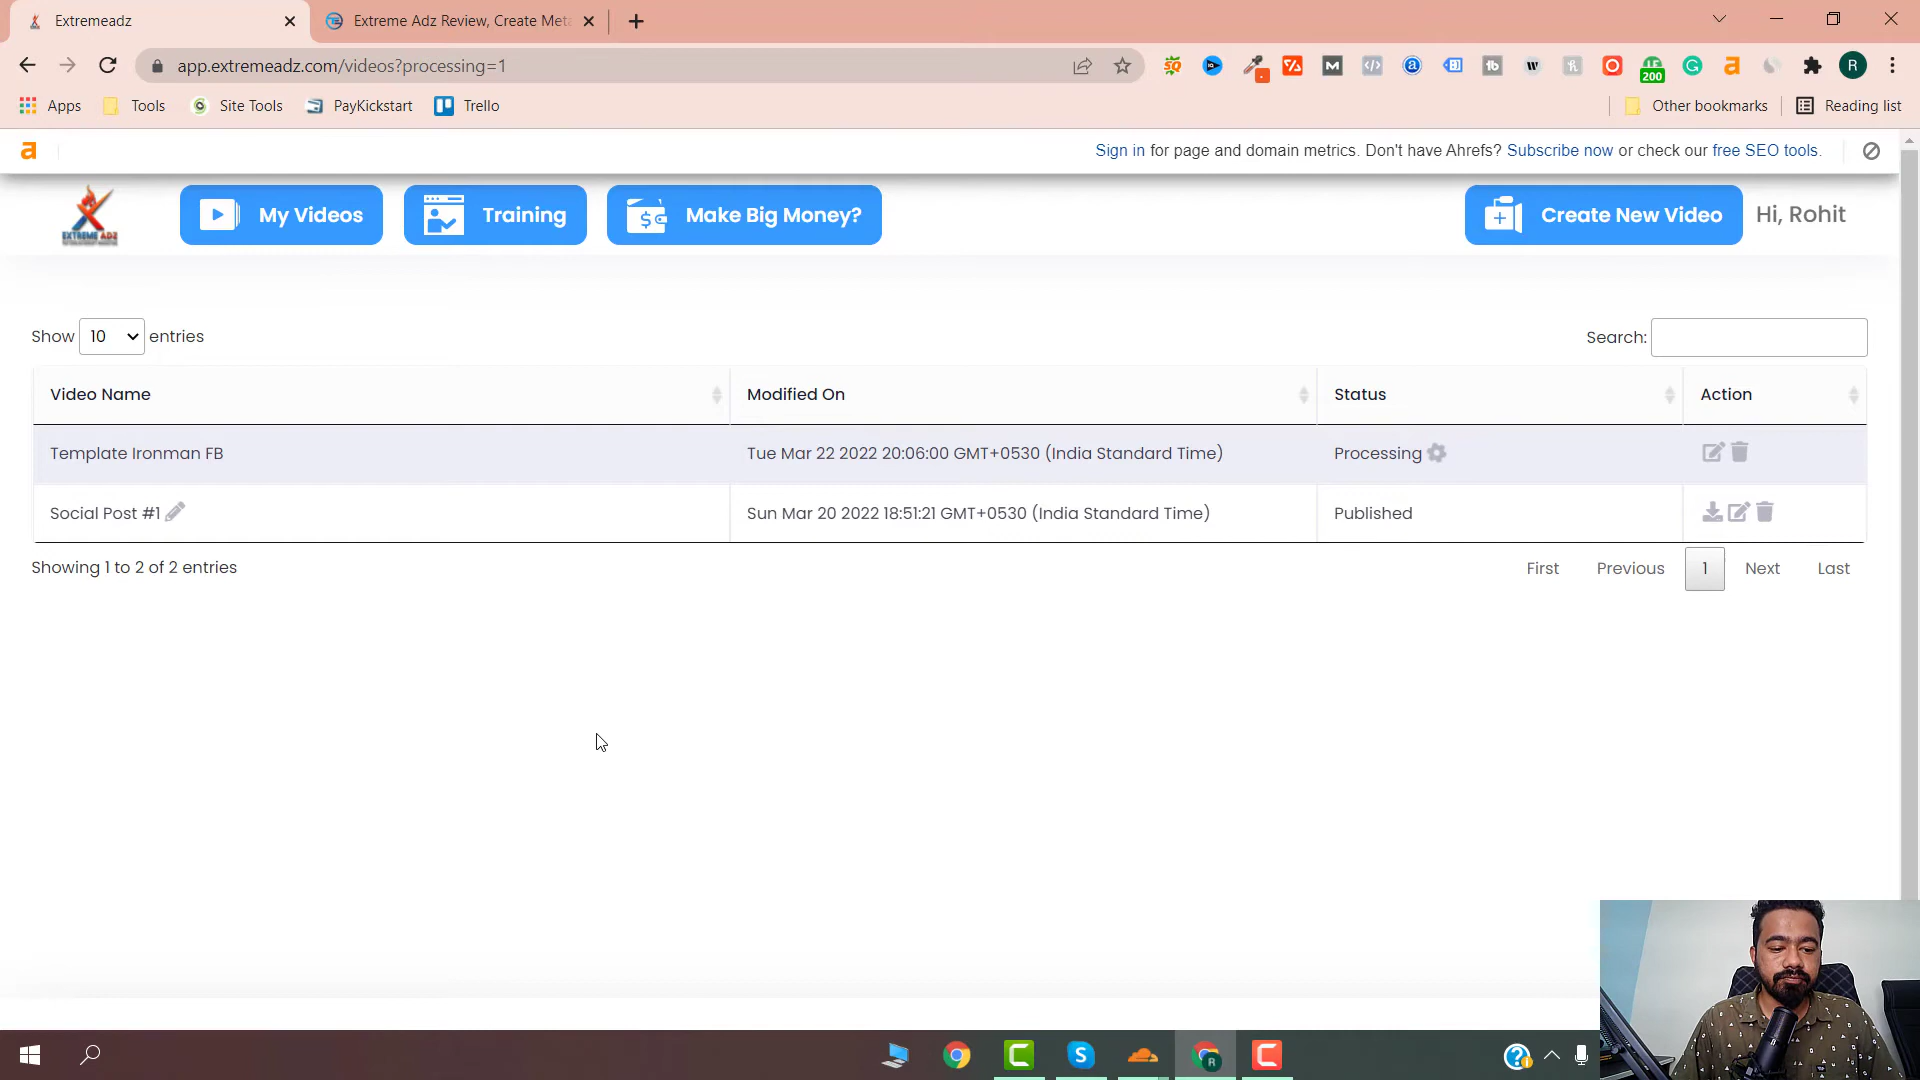 Extremeadz
Extreme Adz Review, Create Meta
app.extremeadz.com/videos?processing=1
200
R
Apps
Tools
Site Tools
PayKickstart
Trello
Other bookmarks
Reading list
a
Sign in for page and domain metrics. Don't have Ahrefs? Subscribe now or check our free SEO tools.
EXTREME ADZ
My Videos
Training
Make Big Money?
Create New Video
Hi, Rohit
Show 10 entries
Search:
Video Name
Modified On
Status
Action
Template Ironman FB
Tue Mar 22 2022 20:06:00 GMT+0530 (India Standard Time)
Processing
Social Post #1
Sun Mar 20 2022 18:51:21 GMT+0530 (India Standard Time)
Published
Showing 1 to 2 of 2 entries
First
Previous
1
Next
Last